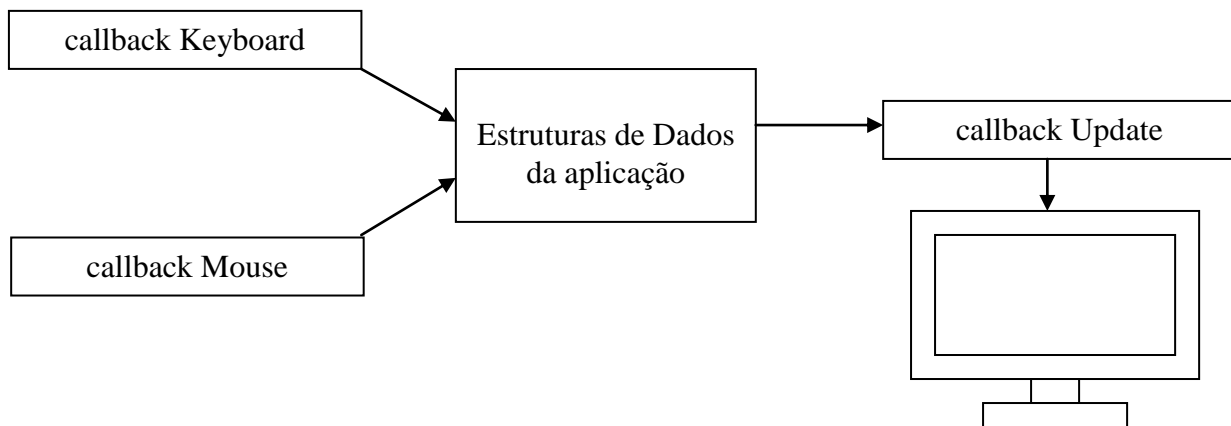 callback Keyboard
Estruturas de Dados
da aplicação
callback Update
callback Mouse